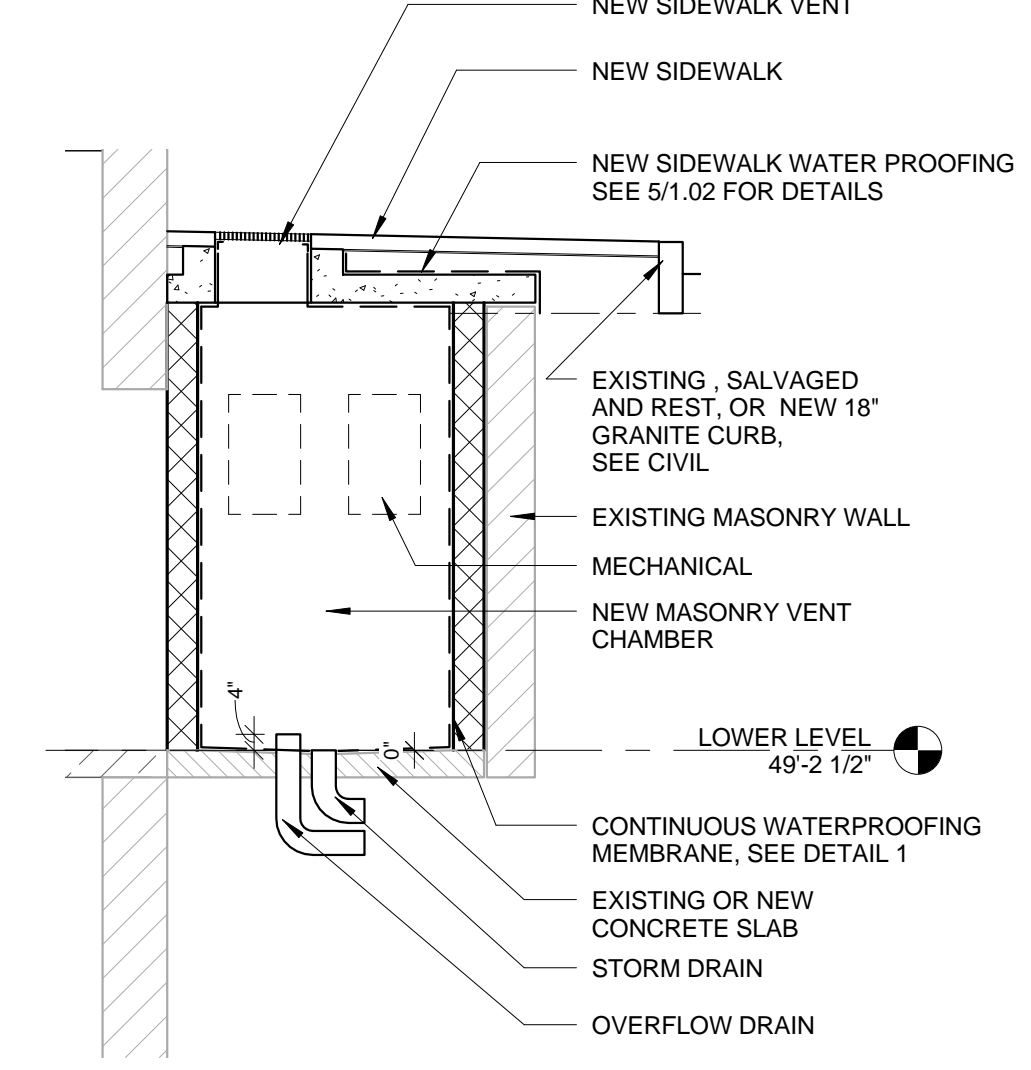 NEW SIDEWALK VENT
NEW SIDEWALK
NEW SIDEWALK WATER PROOFING
SEE 5/1.02 FOR DETAILS
EXISTING , SALVAGED
AND REST, OR NEW 18"
GRANITE CURB,
SEE CIVIL
EXISTING MASONRY WALL
MECHANICAL
NEW MASONRY VENT
CHAMBER
4"
0"
LOWER LEVEL
49'-2 1/2"
CONTINUOUS WATERPROOFING
MEMBRANE, SEE DETAIL 1
EXISTING OR NEW
CONCRETE SLAB
STORM DRAIN
OVERFLOW DRAIN